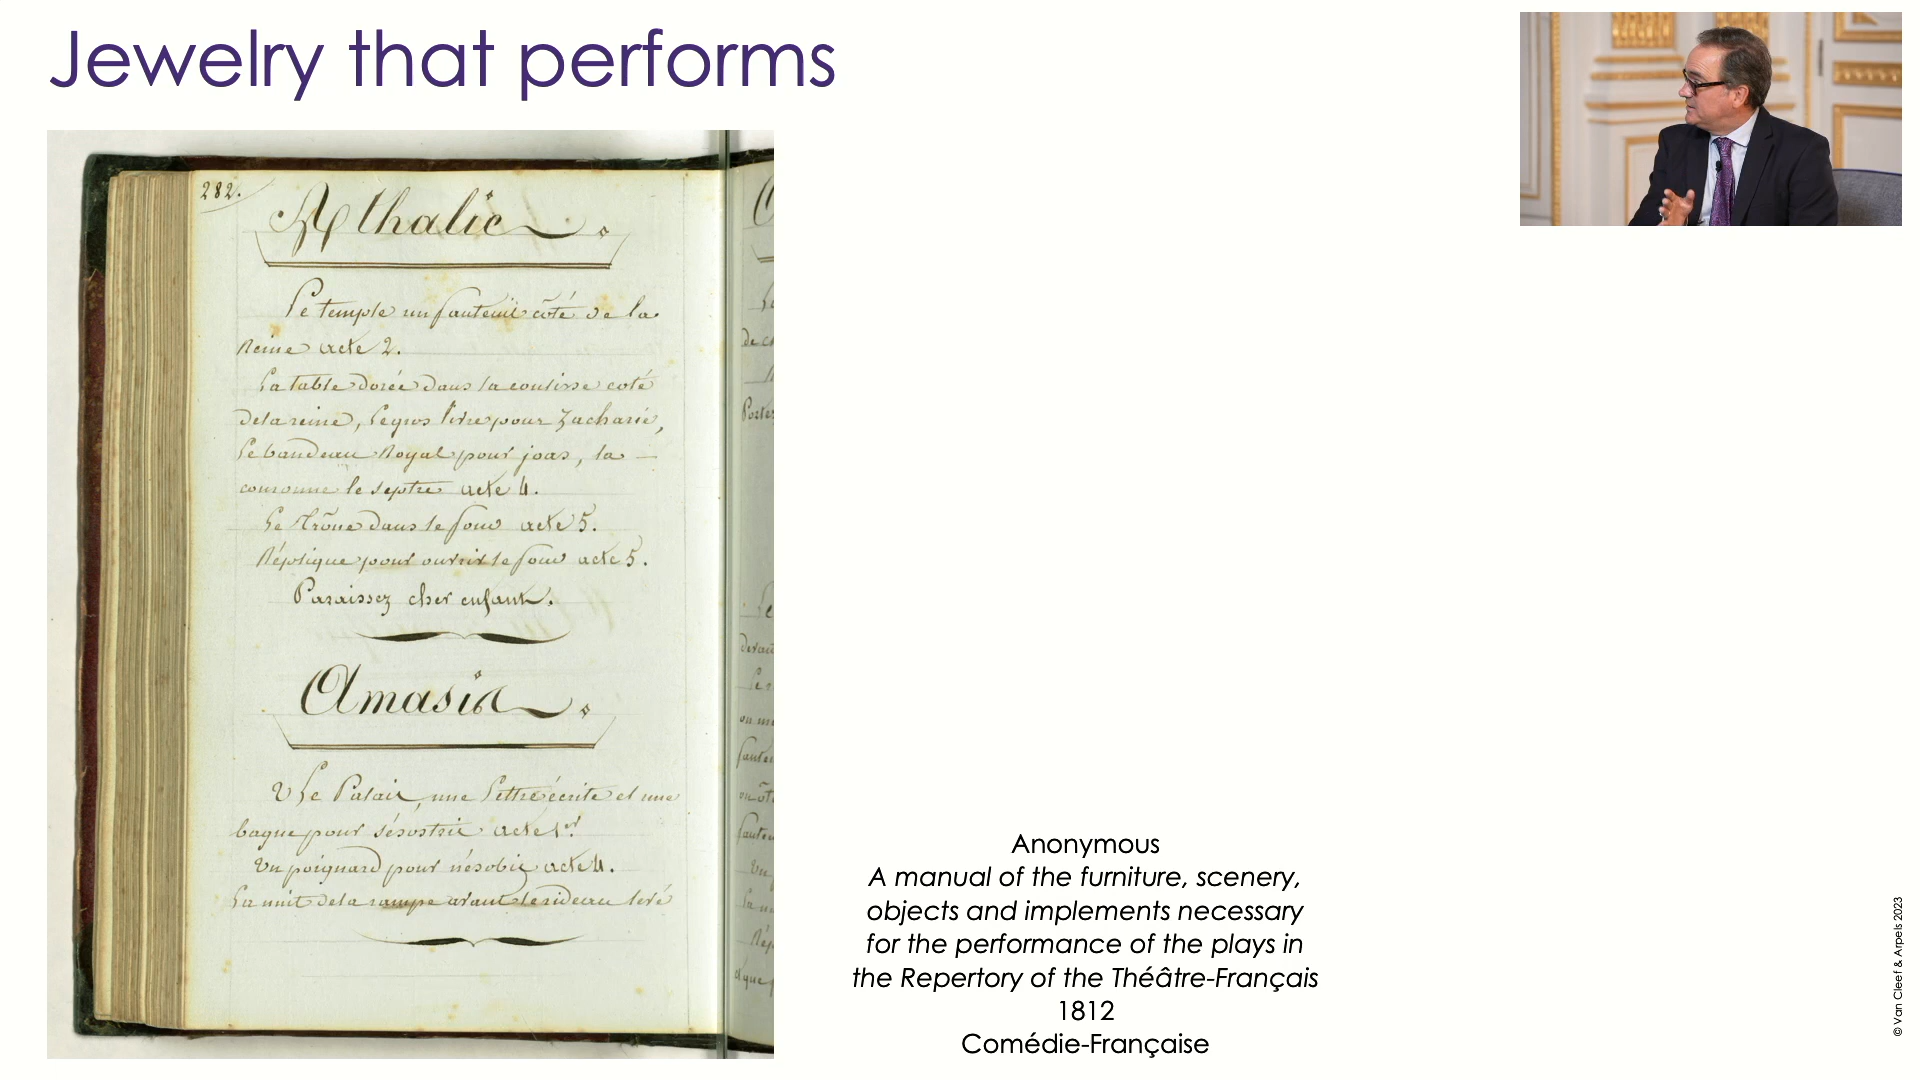 Jewelry that performs
282.
Athalie.
Le temple un fauteuil côté de la
Reine acte 2.
La table dorée dans la coulisse coté
de la reine, le gros livre pour Zacharie,
Le bandeau Royal pour joas, la —
couronne le septre acte 4.
Le Trône dans le fond acte 5.
Réplique pour ouvrir le fond acte 5.
Paraissez cher enfant.
Amasis.
Le Palais, une Lettre écrite et une
bague pour sésostris acte 1er.
Un poignard pour acte 4.
La nuit de la rampe avant le rideau levé
Anonymous
A manual of the furniture, scenery,
objects and implements necessary
for the performance of the plays in
the Repertory of the Théâtre-Français
1812
Comédie-Française
© Van Cleef & Arpels 2023